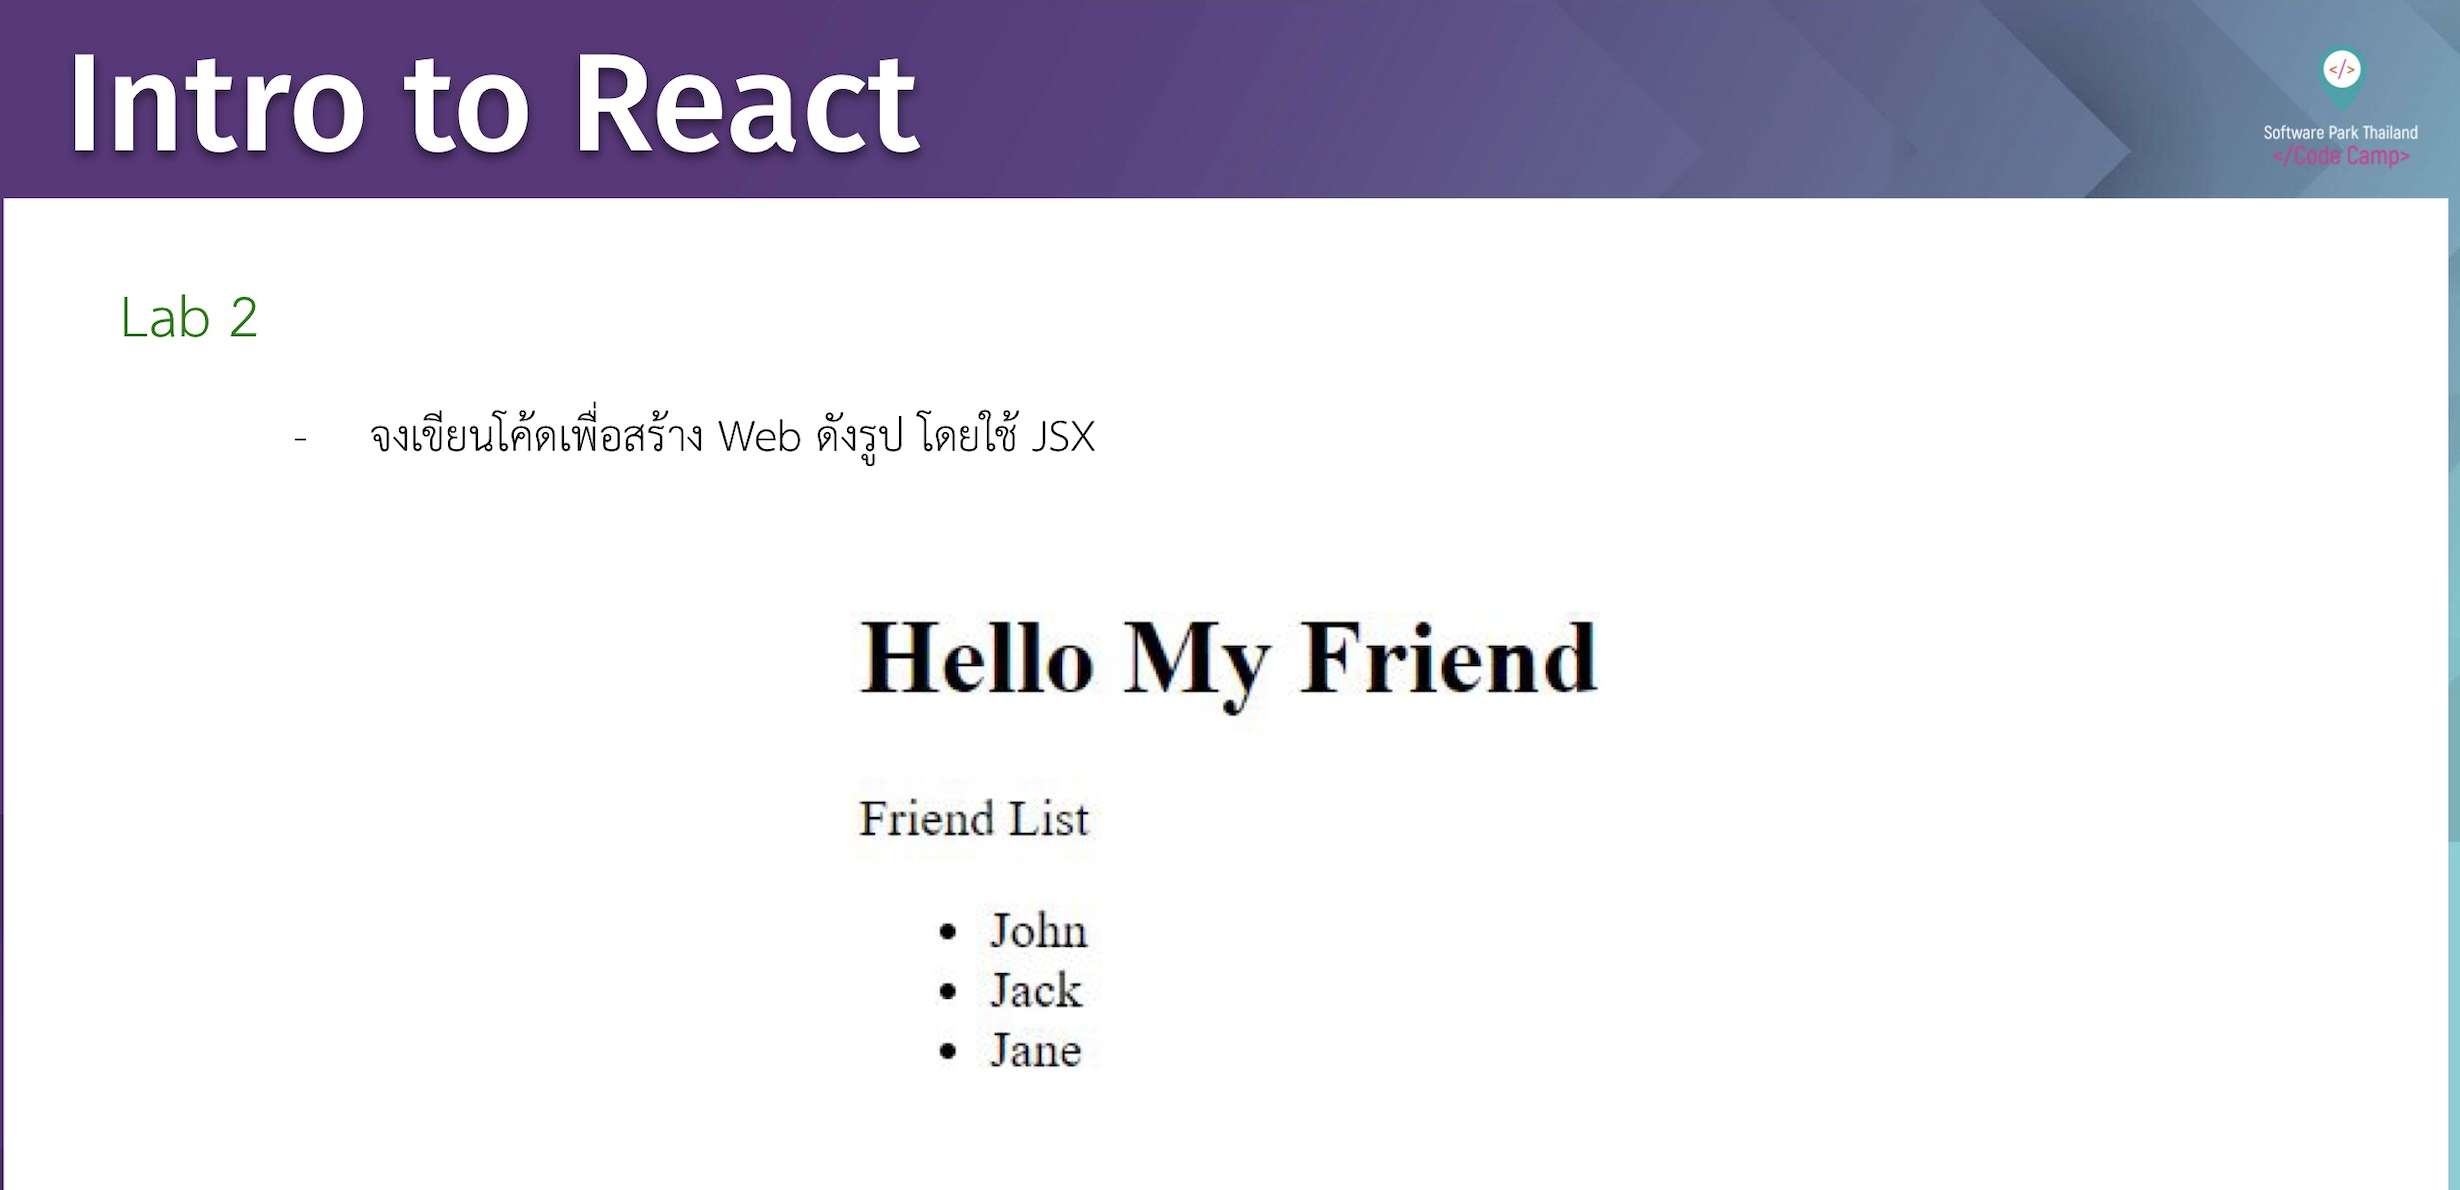 Intro to React
</>
Software Park Thailand
</Code Camp>
Lab 2
- จงเขียนโค้ดเพื่อสร้าง Web ดังรูป โดยใช้ JSX
Hello My Friend
Friend List
• John
• Jack
• Jane